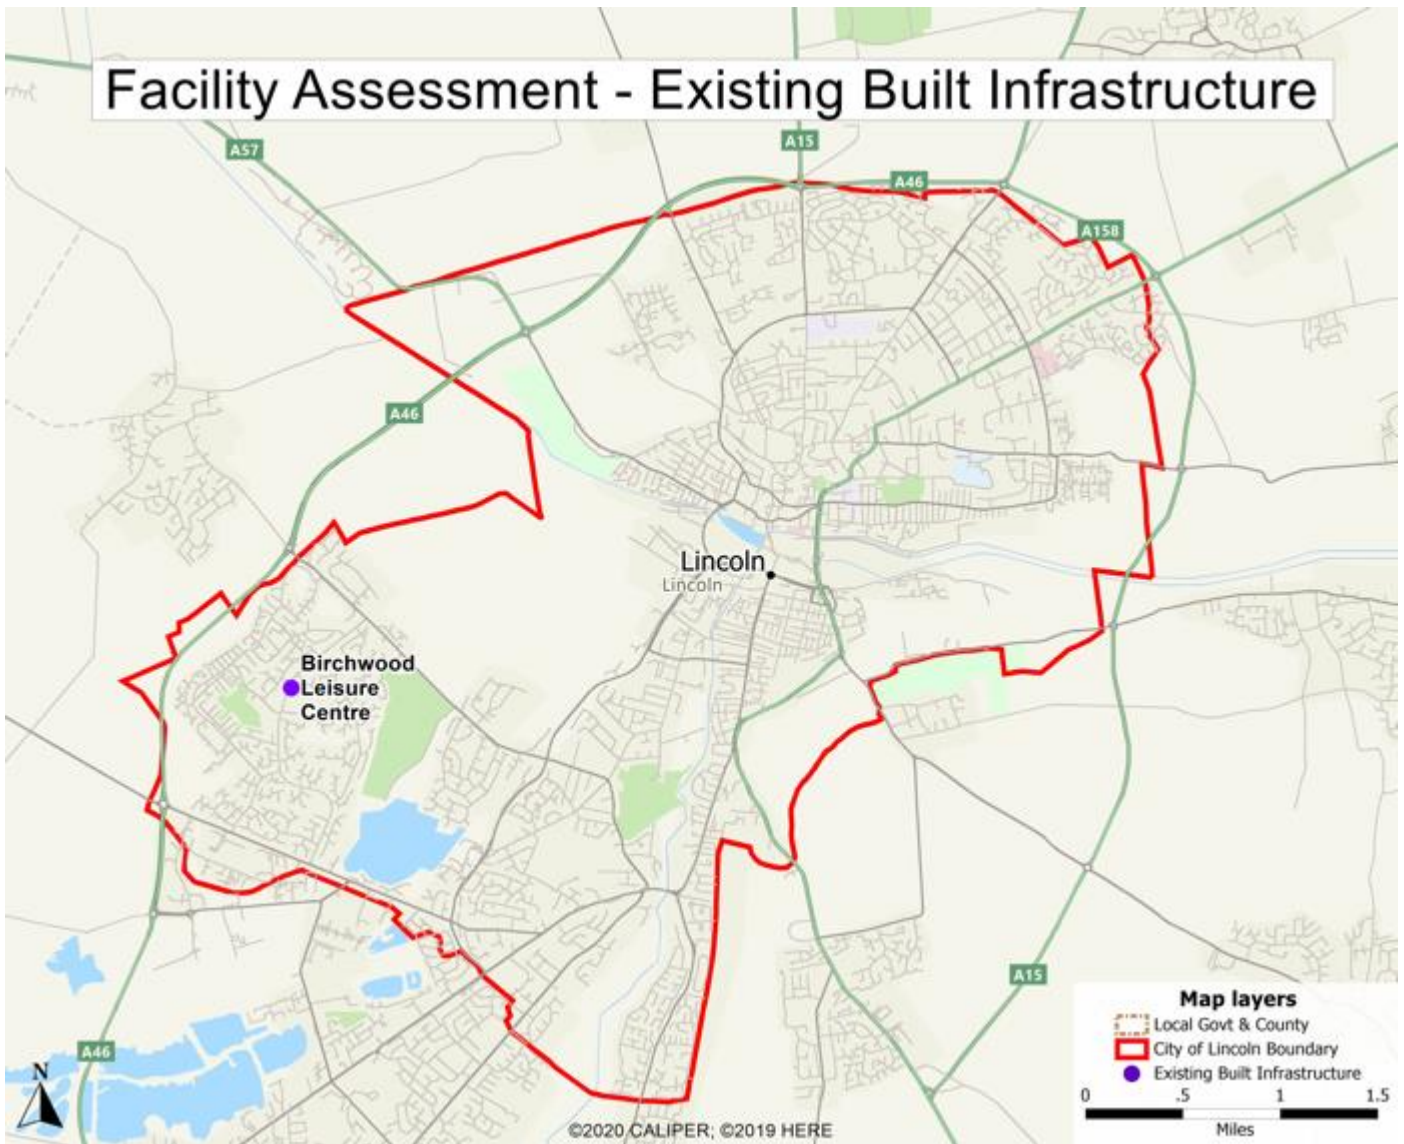 Facility Assessment - Existing Built Infrastructure
A57
A15
A46
A158
A46
Lincoln
Lincoln
Birchwood
Leisure
Centre
A15
A46
Map layers
Local Govt & County
City of Lincoln Boundary
Existing Built Infrastructure
0 .5 1 1.5
Miles
N
©2020 CALIPER; ©2019 HERE